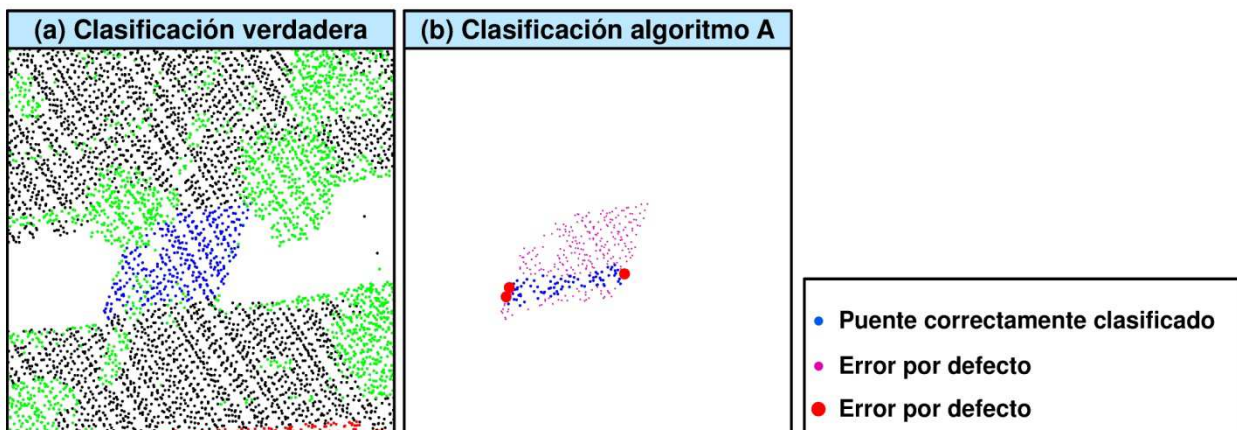 (a) Clasificación verdadera
(b) Clasificación algoritmo A
Puente correctamente clasificado
Error por defecto
Error por defecto